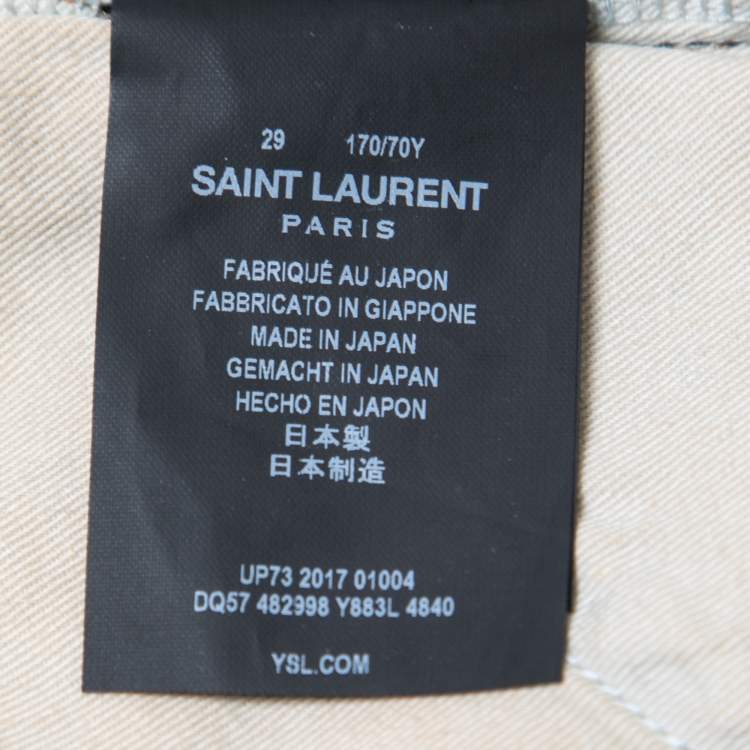 29 170/70Y
SAINT LAURENT
PARIS
FABRIQUÉ AU JAPON
FABBRICATO IN GIAPPONE
MADE IN JAPAN
GEMACHT IN JAPAN
HECHO EN JAPON
日本製
日本制造
UP73 2017 01004
DQ57 482998 Y883L 4840
YSL.COM